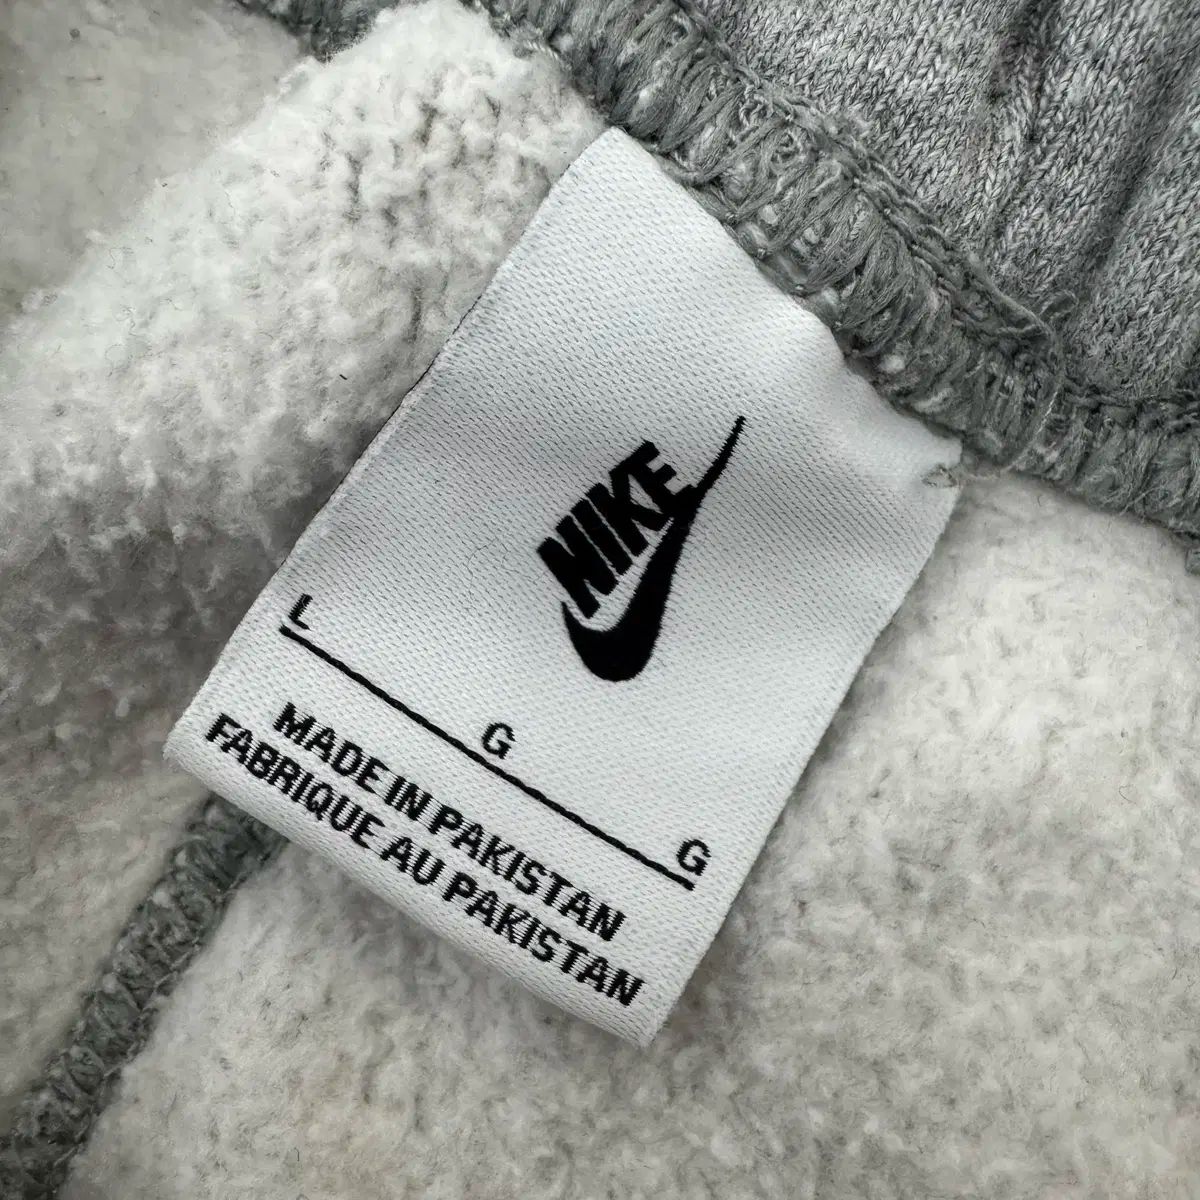 NIKE
L G G
MADE IN PAKISTAN
FABRIQUE AU PAKISTAN